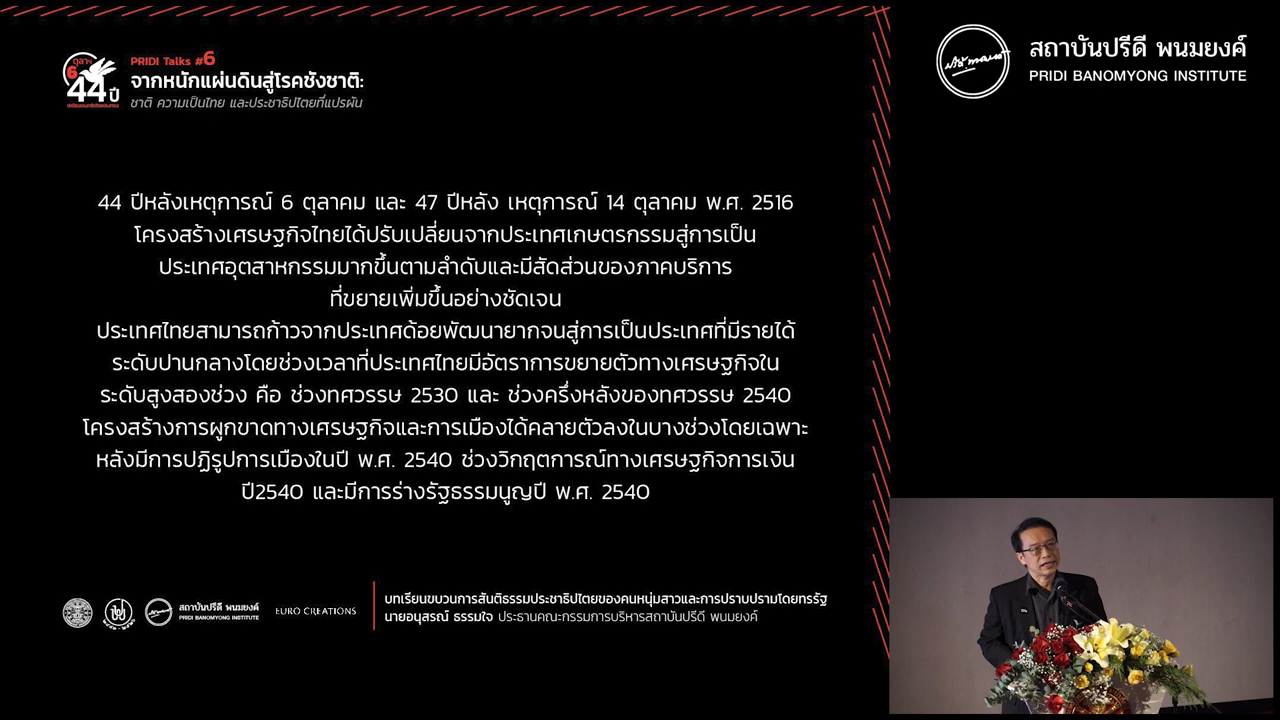 ตุลาฯ
6
44 ปี
PRIDI Talks #6
จากหนักแผ่นดินสู่โรคชังชาติ:
ชาติ ความเป็นไทย และประชาธิปไตยที่แปรผัน
สถาบันปรีดี พนมยงค์
PRIDI BANOMYONG INSTITUTE
44 ปีหลังเหตุการณ์ 6 ตุลาคม และ 47 ปีหลัง เหตุการณ์ 14 ตุลาคม พ.ศ. 2516
โครงสร้างเศรษฐกิจไทยได้ปรับเปลี่ยนจากประเทศเกษตรกรรมสู่การเป็น
ประเทศอุตสาหกรรมมากขึ้นตามลำดับและมีสัดส่วนของภาคบริการ
ที่ขยายเพิ่มขึ้นอย่างชัดเจน
ประเทศไทยสามารถก้าวจากประเทศด้อยพัฒนายากจนสู่การเป็นประเทศที่มีรายได้
ระดับปานกลางโดยช่วงเวลาที่ประเทศไทยมีอัตราการขยายตัวทางเศรษฐกิจใน
ระดับสูงสองช่วง คือ ช่วงทศวรรษ 2530 และ ช่วงครึ่งหลังของทศวรรษ 2540
โครงสร้างการผูกขาดทางเศรษฐกิจและการเมืองได้คลายตัวลงในบางช่วงโดยเฉพาะ
หลังมีการปฏิรูปการเมืองในปี พ.ศ. 2540 ช่วงวิกฤตการณ์ทางเศรษฐกิจการเงิน
ปี2540 และมีการร่างรัฐธรรมนูญปี พ.ศ. 2540
สถาบันปรีดี พนมยงค์
PRIDI BANOMYONG INSTITUTE
EURO CREATIONS
บทเรียนขบวนการสันติธรรมประชาธิปไตยของคนหนุ่มสาวและการปราบปรามโดยทรราช
นายอนุสรณ์ ธรรมใจ ประธานคณะกรรมการบริหารสถาบันปรีดี พนมยงค์